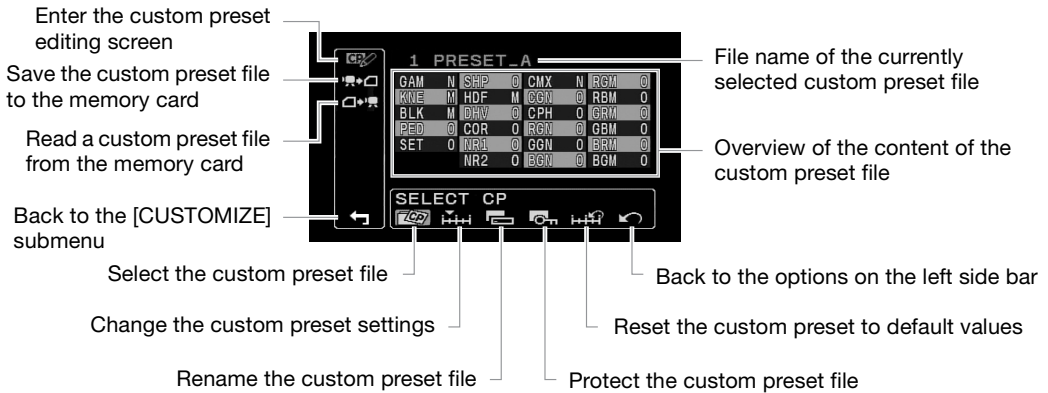 Enter the custom preset
editing screen
Save the custom preset file
to the memory card
Read a custom preset file
from the memory card
Back to the [CUSTOMIZE]
submenu
CP
1 PRESET_A
GAM N SHP 0 CMX N RGM 0
KNE M HDF M CGN 0 RBM 0
BLK M DHV 0 CPH 0 GRM 0
PED 0 COR 0 RGN 0 GBM 0
SET 0 NR1 0 GGN 0 BRM 0
NR2 0 BGN 0 BGM 0
SELECT CP
CP
File name of the currently
selected custom preset file
Overview of the content of the
custom preset file
Select the custom preset file
Back to the options on the left side bar
Change the custom preset settings
Reset the custom preset to default values
Rename the custom preset file
Protect the custom preset file